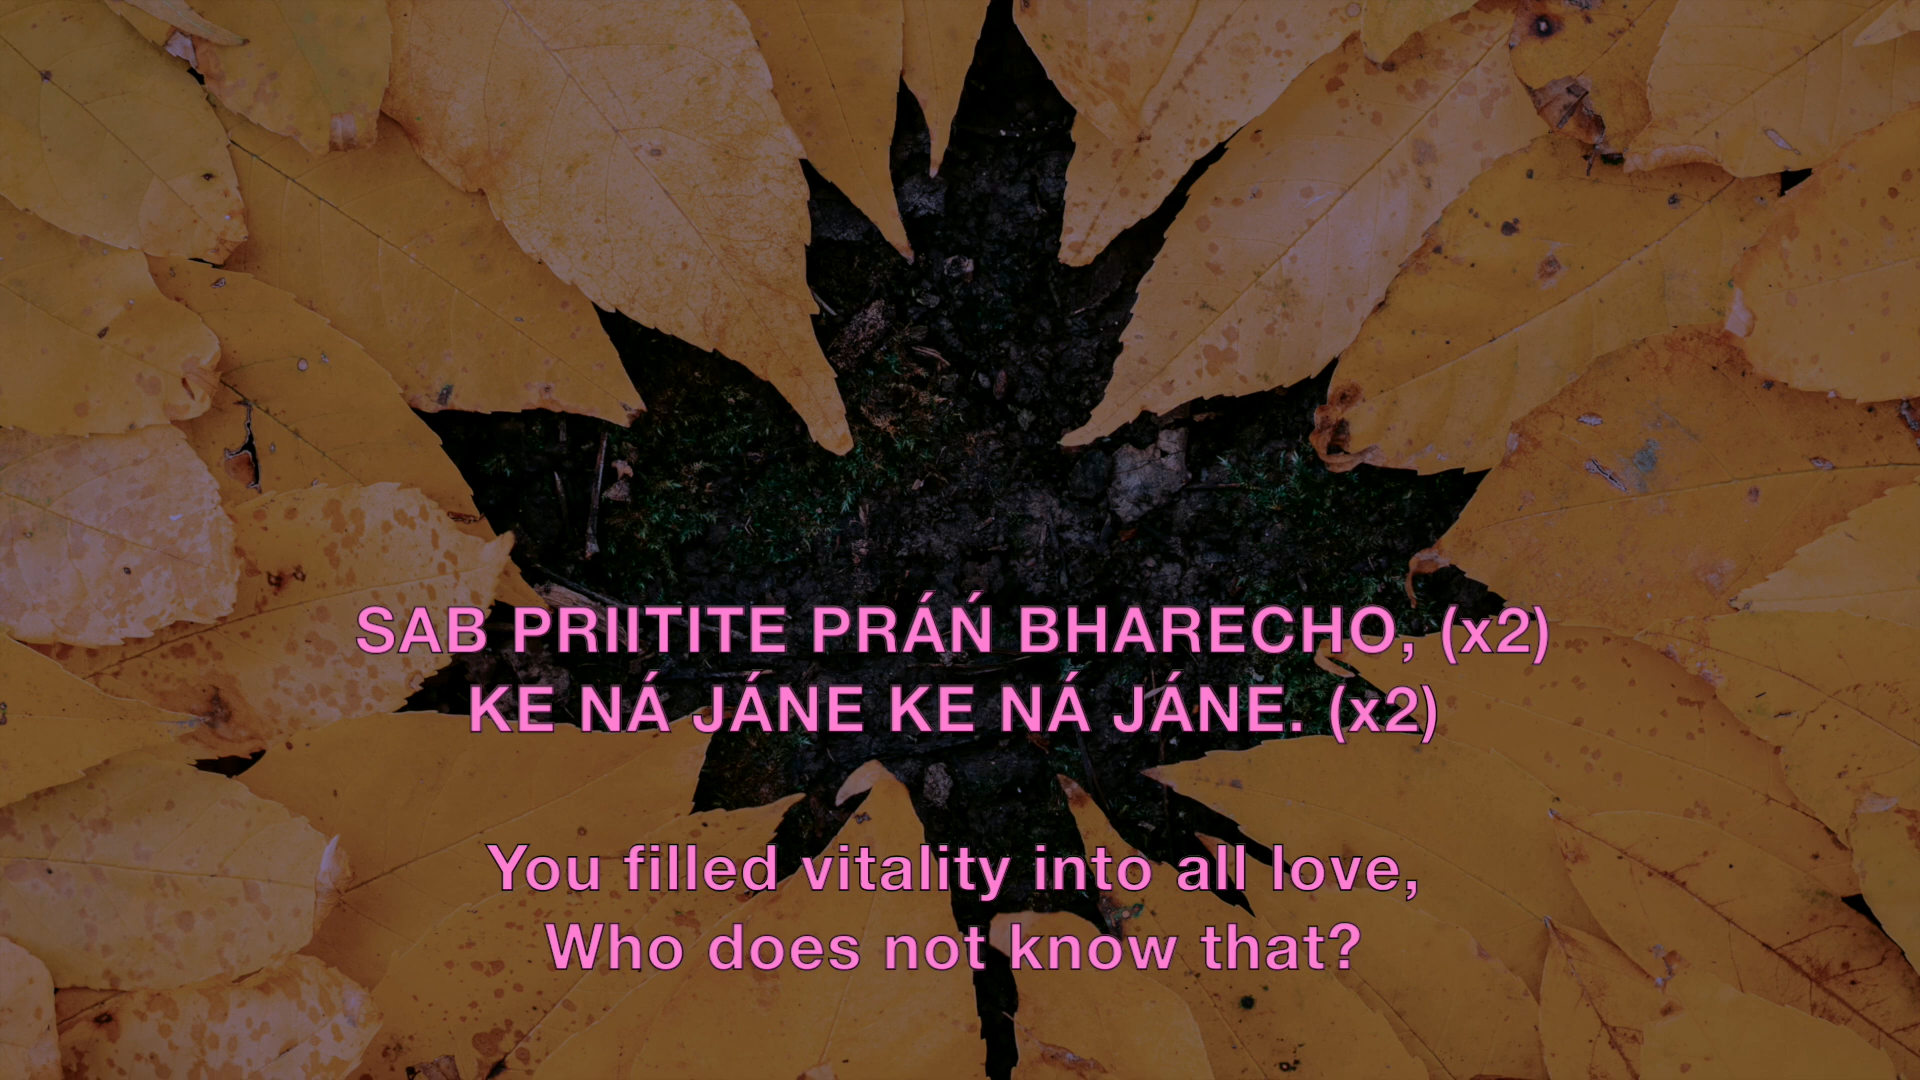 SAB PRIITITE PRÁŃ BHARECHO, (x2)
KE NÁ JÁNE KE NÁ JÁNE. (x2)
You filled vitality into all love,
Who does not know that?